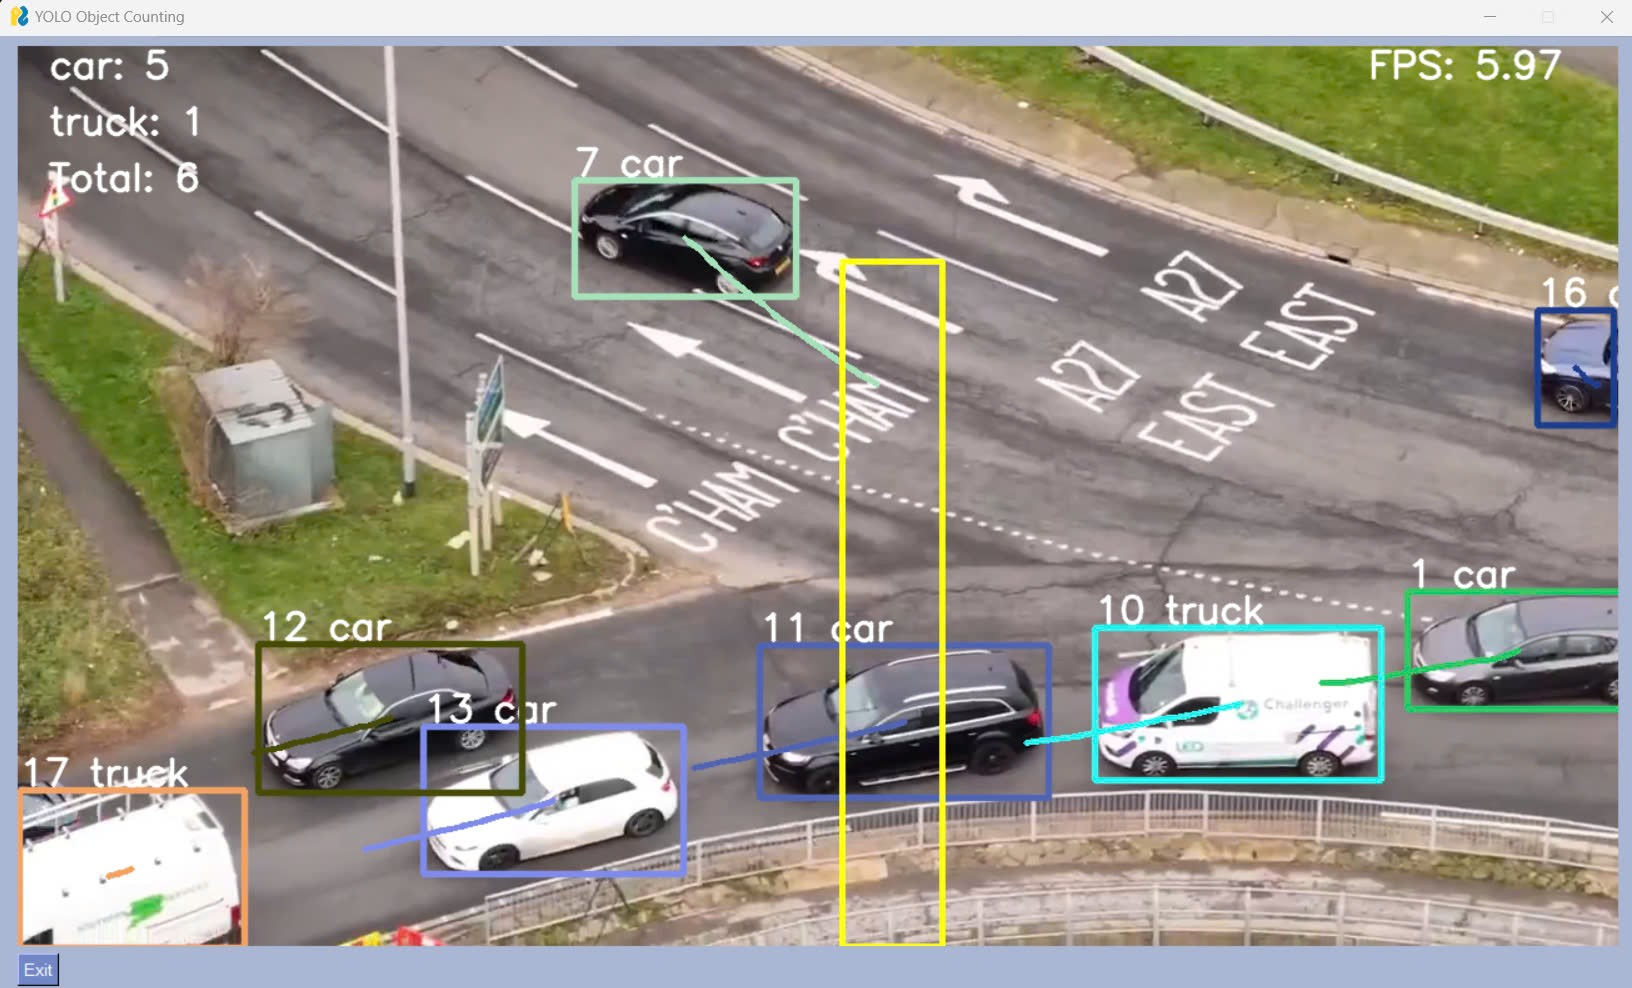 YOLO Object Counting
car: 5
truck: 1
Total: 6
FPS: 5.97
7 car
16 c
A27
EAST
A27
EAST
C'HAM
C'HAM
12 car
13 car
11 car
10 truck
1 car
17 truck
Challenger
LED
Exit